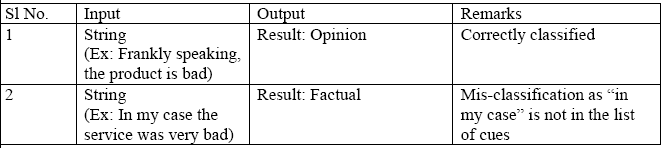 Sl No. Input Output Remarks
1 String Result: Opinion Correctly classified
(Ex: Frankly speaking,
the product is bad)
2 String Result: Factual Mis-classification as “in
(Ex: In my case the my case” is not in the list
service was very bad) of cues